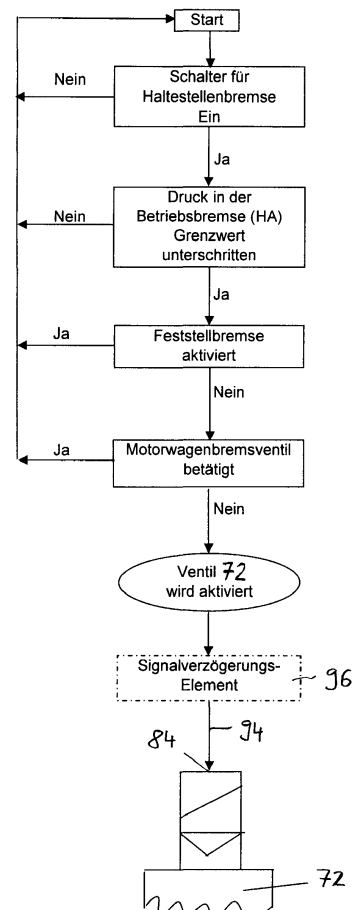 Start
Nein
Schalter für
Haltestellenbremse
Ein
Ja
Nein
Druck in der
Betriebsbremse (HA)
Grenzwert
unterschritten
Ja
Ja
Feststellbremse
aktiviert
Nein
Ja
Motorwagenbremsventil
betätigt
Nein
Ventil 72
wird aktiviert
Signalverzögerungs-
Element
96
84
94
72